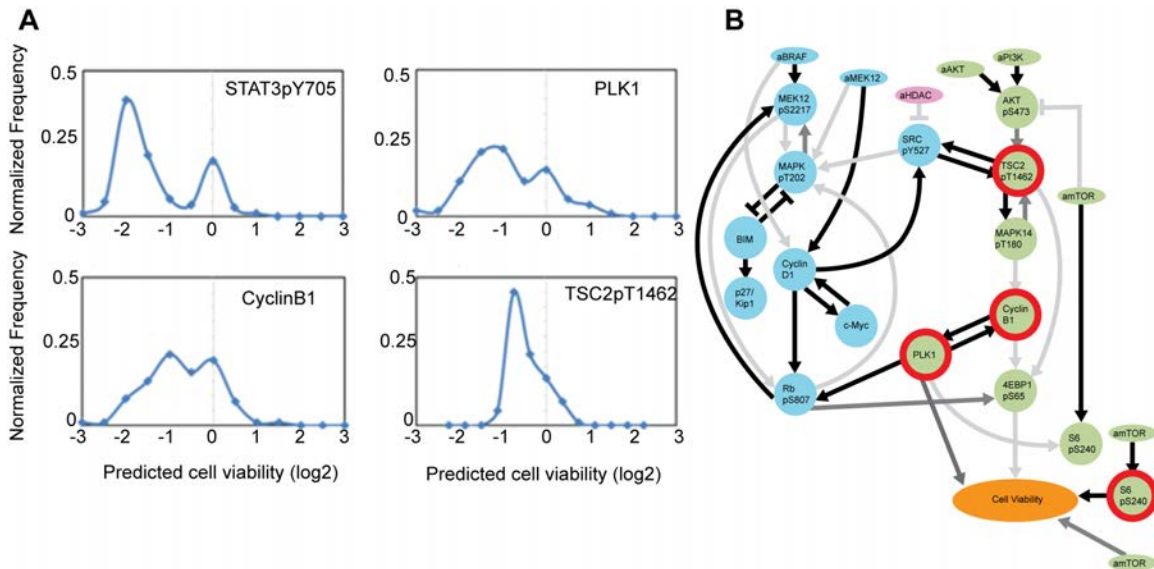 A
B
Normalized Frequency
0.5
0.25
0
STAT3pY705
-3 -2 -1 0 1 2 3
0.5
0.25
0
PLK1
-3 -2 -1 0 1 2 3
Normalized Frequency
0.5
0.25
0
CyclinB1
-3 -2 -1 0 1 2 3
Predicted cell viability (log2)
0.5
0.25
0
TSC2pT1462
-3 -2 -1 0 1 2 3
Predicted cell viability (log2)
aBRAF
aPI3K
aAKT
aMEK12
aHDAC
MEK12
pS2217
AKT
pS473
SRC
pY527
MAPK
pT202
TSC2
pT1462
amTOR
BIM
MAPK14
pT180
Cyclin
D1
p27/
Kip1
c-Myc
Cyclin
B1
PLK1
Rb
pS807
4EBP1
pS65
S6
pS240
amTOR
S6
pS240
Cell Viability
amTOR